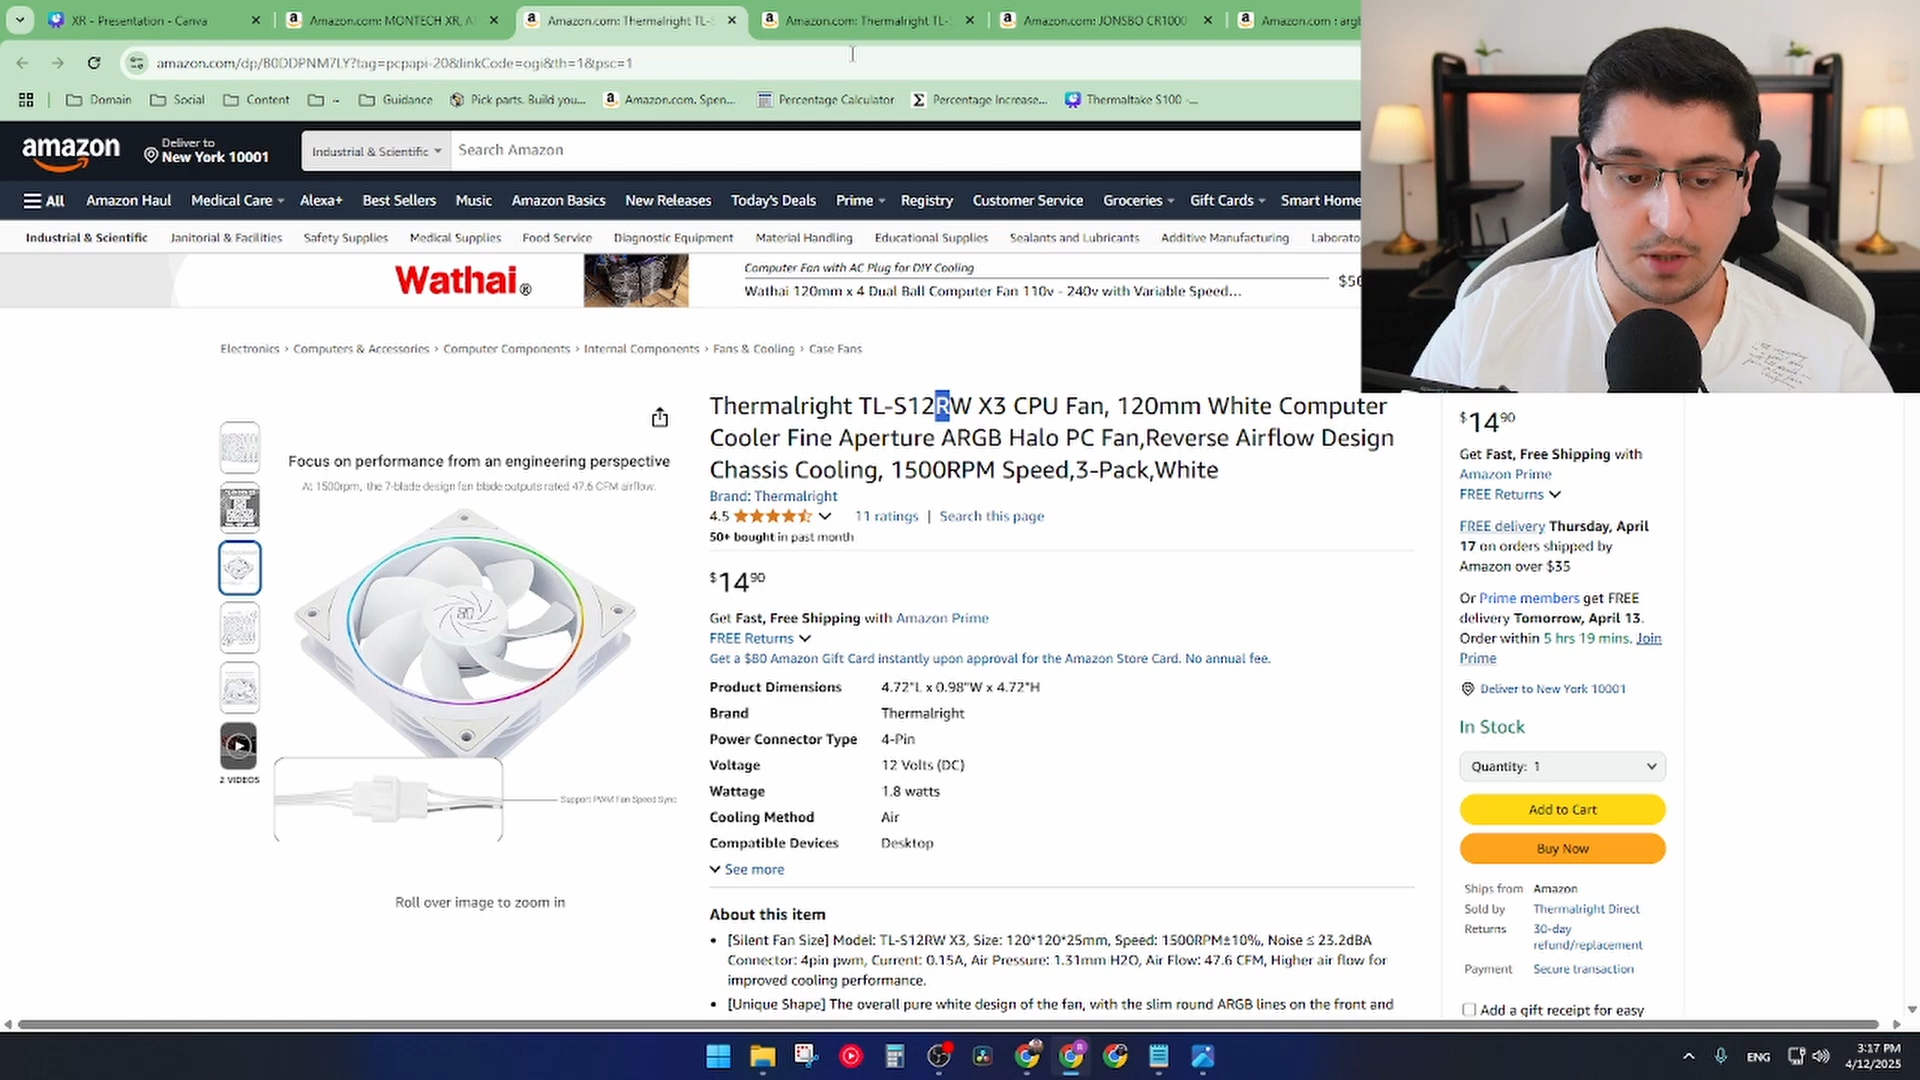 XR - Presentation - Canva
Amazon.com: MONTECH XR, A
Amazon.com: Thermalright TL-S
Amazon.com: Thermalright TL-
Amazon.com: JONSBO CR1000
Amazon.com : argb
amazon.com/dp/B0DDPNM7LY?tag=pcpapi-20&linkCode=ogi&th=1&psc=1
Domain
Social
Content
..
Guidance
Pick parts. Build you...
Amazon.com. Spen...
Percentage Calculator
Percentage Increase...
Thermaltake S100 -...
amazon
Deliver to
New York 10001
Industrial & Scientific
Search Amazon
All
Amazon Haul
Medical Care
Alexa+
Best Sellers
Music
Amazon Basics
New Releases
Today's Deals
Prime
Registry
Customer Service
Groceries
Gift Cards
Smart Home
Industrial & Scientific
Janitorial & Facilities
Safety Supplies
Medical Supplies
Food Service
Diagnostic Equipment
Material Handling
Educational Supplies
Sealants and Lubricants
Additive Manufacturing
Laborato
Wathai®
Computer Fan with AC Plug for DIY Cooling
Wathai 120mm x 4 Dual Ball Computer Fan 110v - 240v with Variable Speed...
Electronics › Computers & Accessories › Computer Components › Internal Components › Fans & Cooling › Case Fans
Focus on performance from an engineering perspective
At 1500rpm, the 7-blade design fan blade outputs rated 47.6 CFM airflow.
Support PWM Fan Speed Sync
2 VIDEOS
Roll over image to zoom in
Thermalright TL-S12RW X3 CPU Fan, 120mm White Computer
Cooler Fine Aperture ARGB Halo PC Fan,Reverse Airflow Design
Chassis Cooling, 1500RPM Speed,3-Pack,White
Brand: Thermalright
4.5
11 ratings | Search this page
50+ bought in past month
$14.90
Get Fast, Free Shipping with Amazon Prime
FREE Returns
Get a $80 Amazon Gift Card instantly upon approval for the Amazon Store Card. No annual fee.
Product Dimensions 4.72"L x 0.98"W x 4.72"H
Brand Thermalright
Power Connector Type 4-Pin
Voltage 12 Volts (DC)
Wattage 1.8 watts
Cooling Method Air
Compatible Devices Desktop
See more
About this item
• [Silent Fan Size] Model: TL-S12RW X3, Size: 120*120*25mm, Speed: 1500RPM±10%, Noise ≤ 23.2dBA
Connector: 4pin pwm, Current: 0.15A, Air Pressure: 1.31mm H2O, Air Flow: 47.6 CFM, Higher air flow for
improved cooling performance.
• [Unique Shape] The overall pure white design of the fan, with the slim round ARGB lines on the front and
$14.90
Get Fast, Free Shipping with
Amazon Prime
FREE Returns
FREE delivery Thursday, April
17 on orders shipped by
Amazon over $35
Or Prime members get FREE
delivery Tomorrow, April 13.
Order within 5 hrs 19 mins. Join
Prime
Deliver to New York 10001
In Stock
Quantity: 1
Add to Cart
Buy Now
Ships from Amazon
Sold by Thermalright Direct
Returns 30-day
refund/replacement
Payment Secure transaction
Add a gift receipt for easy
ENG
3:17 PM
4/12/2025